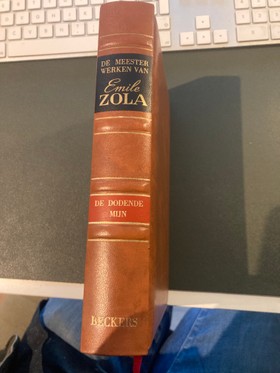 DE MEESTER
WERKEN VAN
Emile
ZOLA
DE DODENDE
MIJN
BECKERS